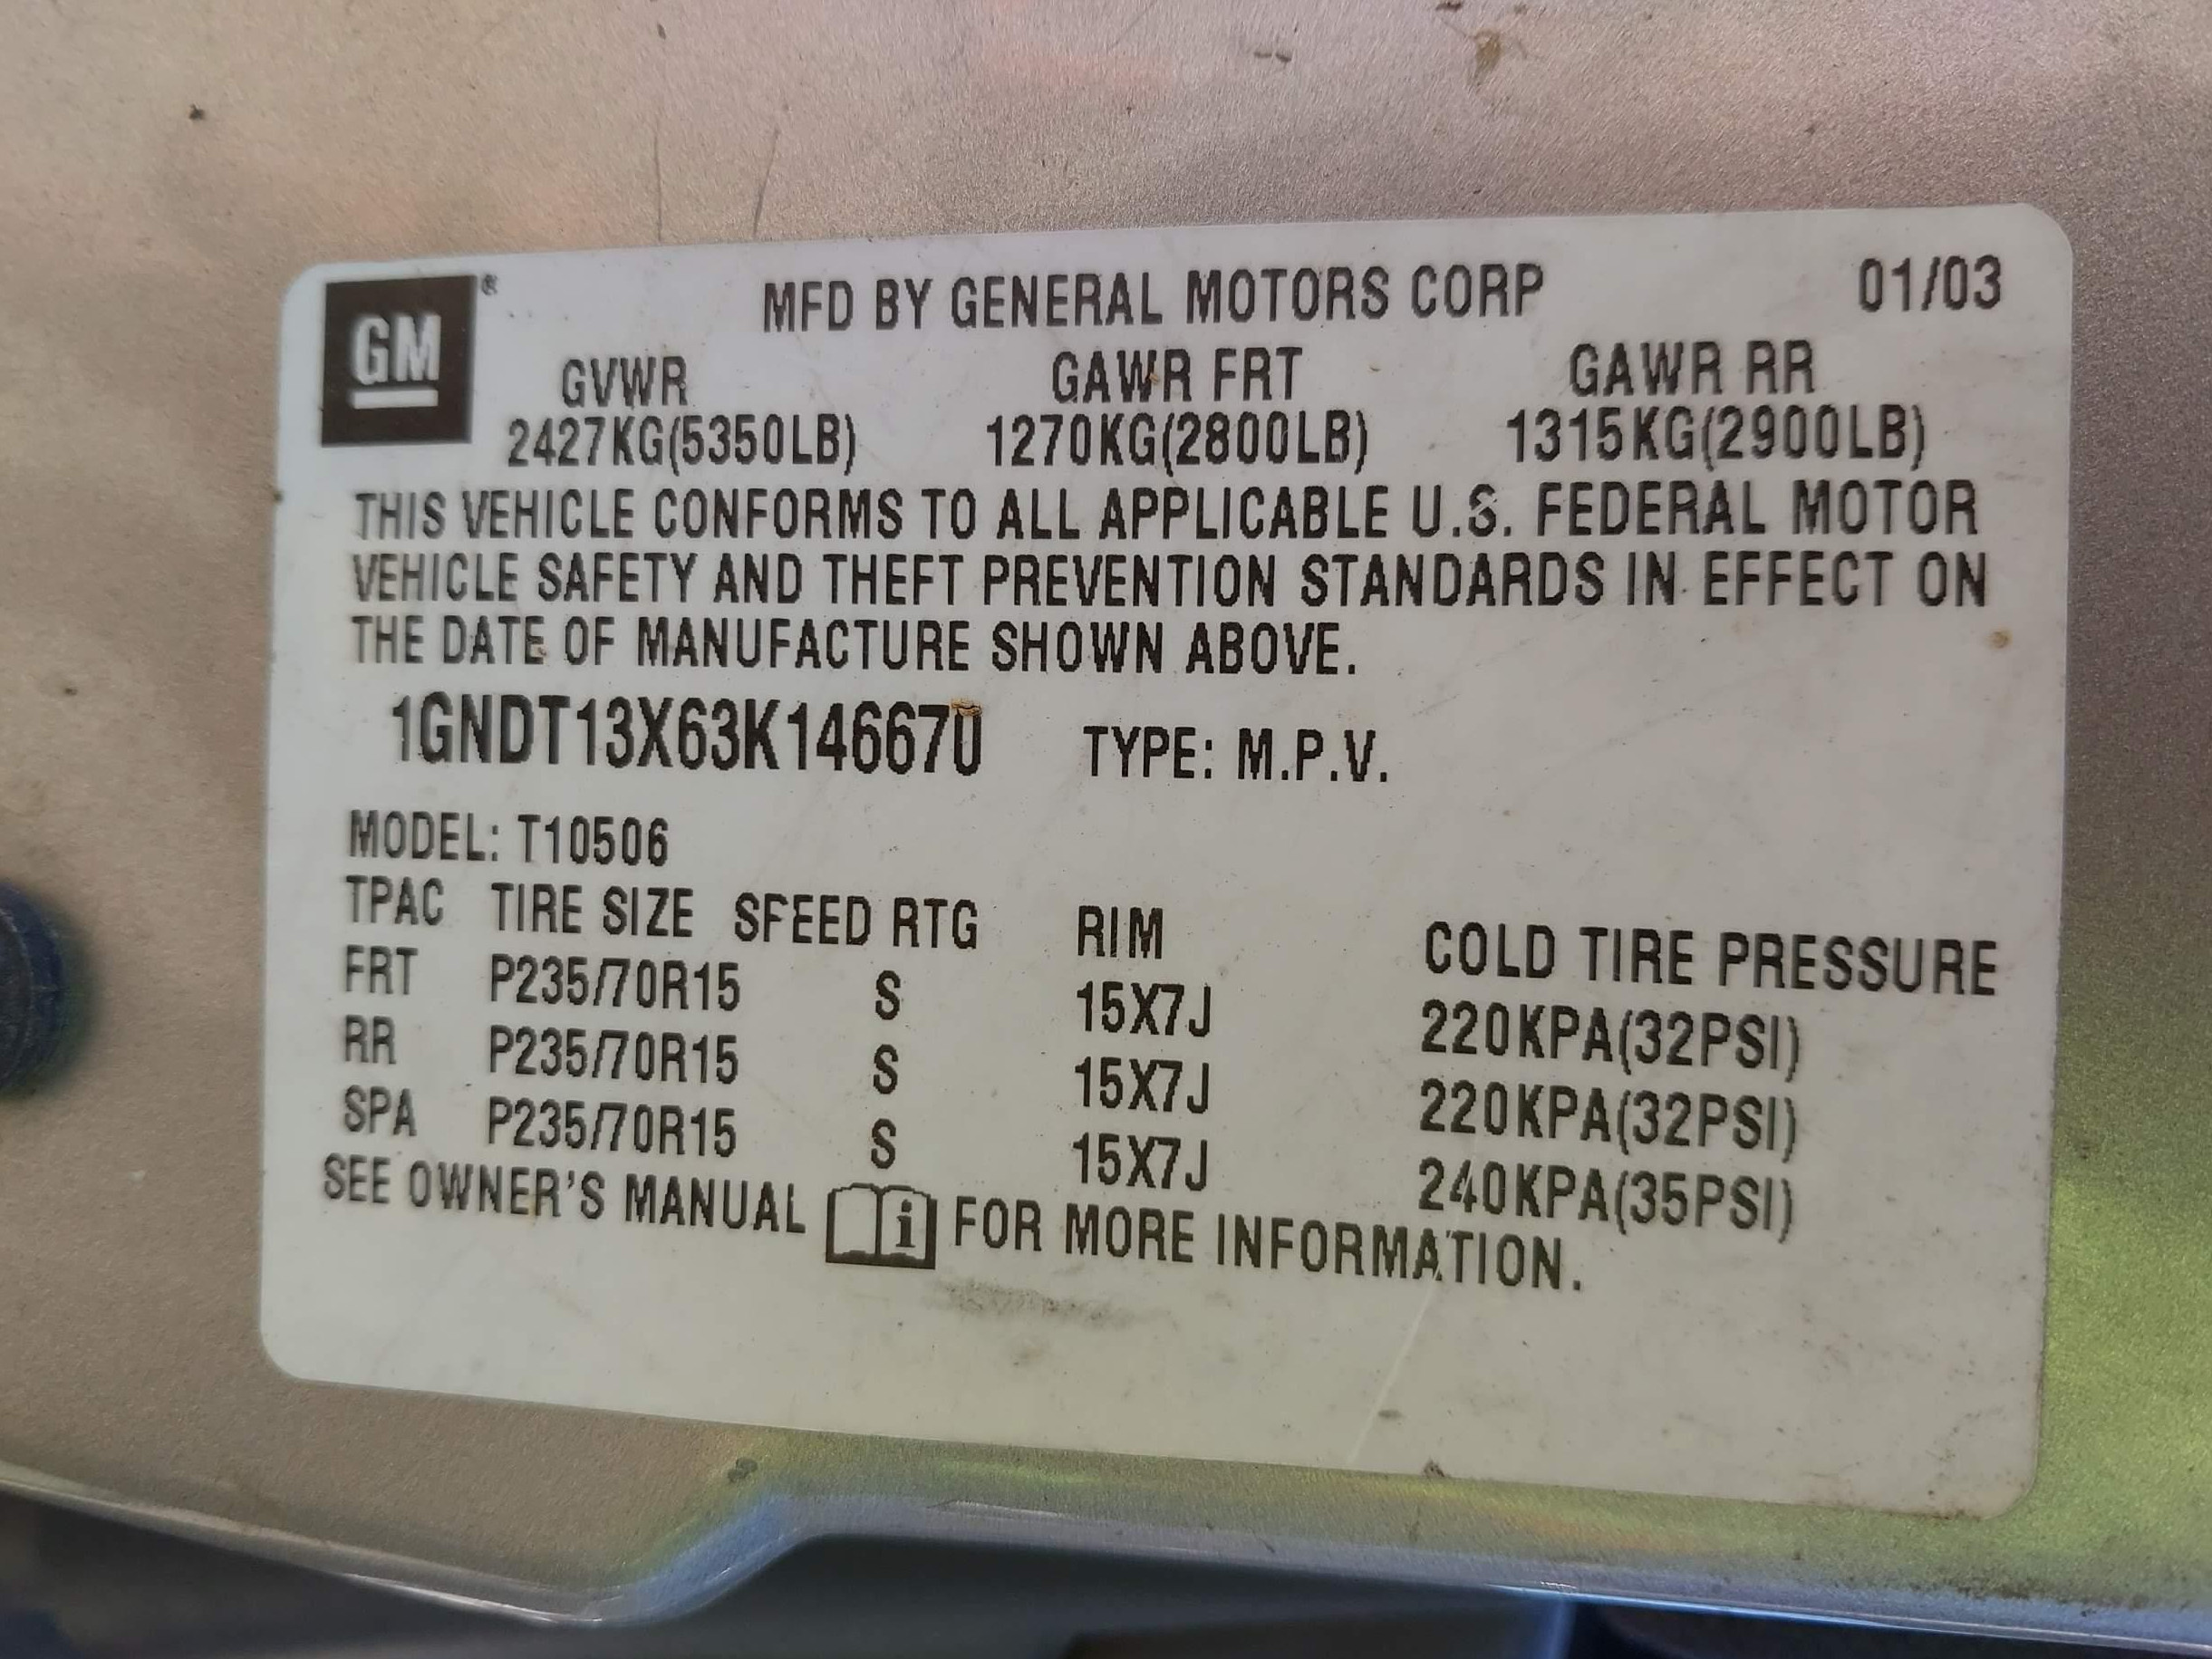 GM ® MFD BY GENERAL MOTORS CORP 01/03
GVWR GAWR FRT GAWR RR
2427KG(5350LB) 1270KG(2800LB) 1315KG(2900LB)
THIS VEHICLE CONFORMS TO ALL APPLICABLE U.S. FEDERAL MOTOR
VEHICLE SAFETY AND THEFT PREVENTION STANDARDS IN EFFECT ON
THE DATE OF MANUFACTURE SHOWN ABOVE.
1GNDT13X63K146670 TYPE: M.P.V.
MODEL: T10506
TPAC TIRE SIZE SPEED RTG RIM COLD TIRE PRESSURE
FRT P235/70R15 S 15X7J 220KPA(32PSI)
RR P235/70R15 S 15X7J 220KPA(32PSI)
SPA P235/70R15 S 15X7J 240KPA(35PSI)
SEE OWNER'S MANUAL i FOR MORE INFORMATION.